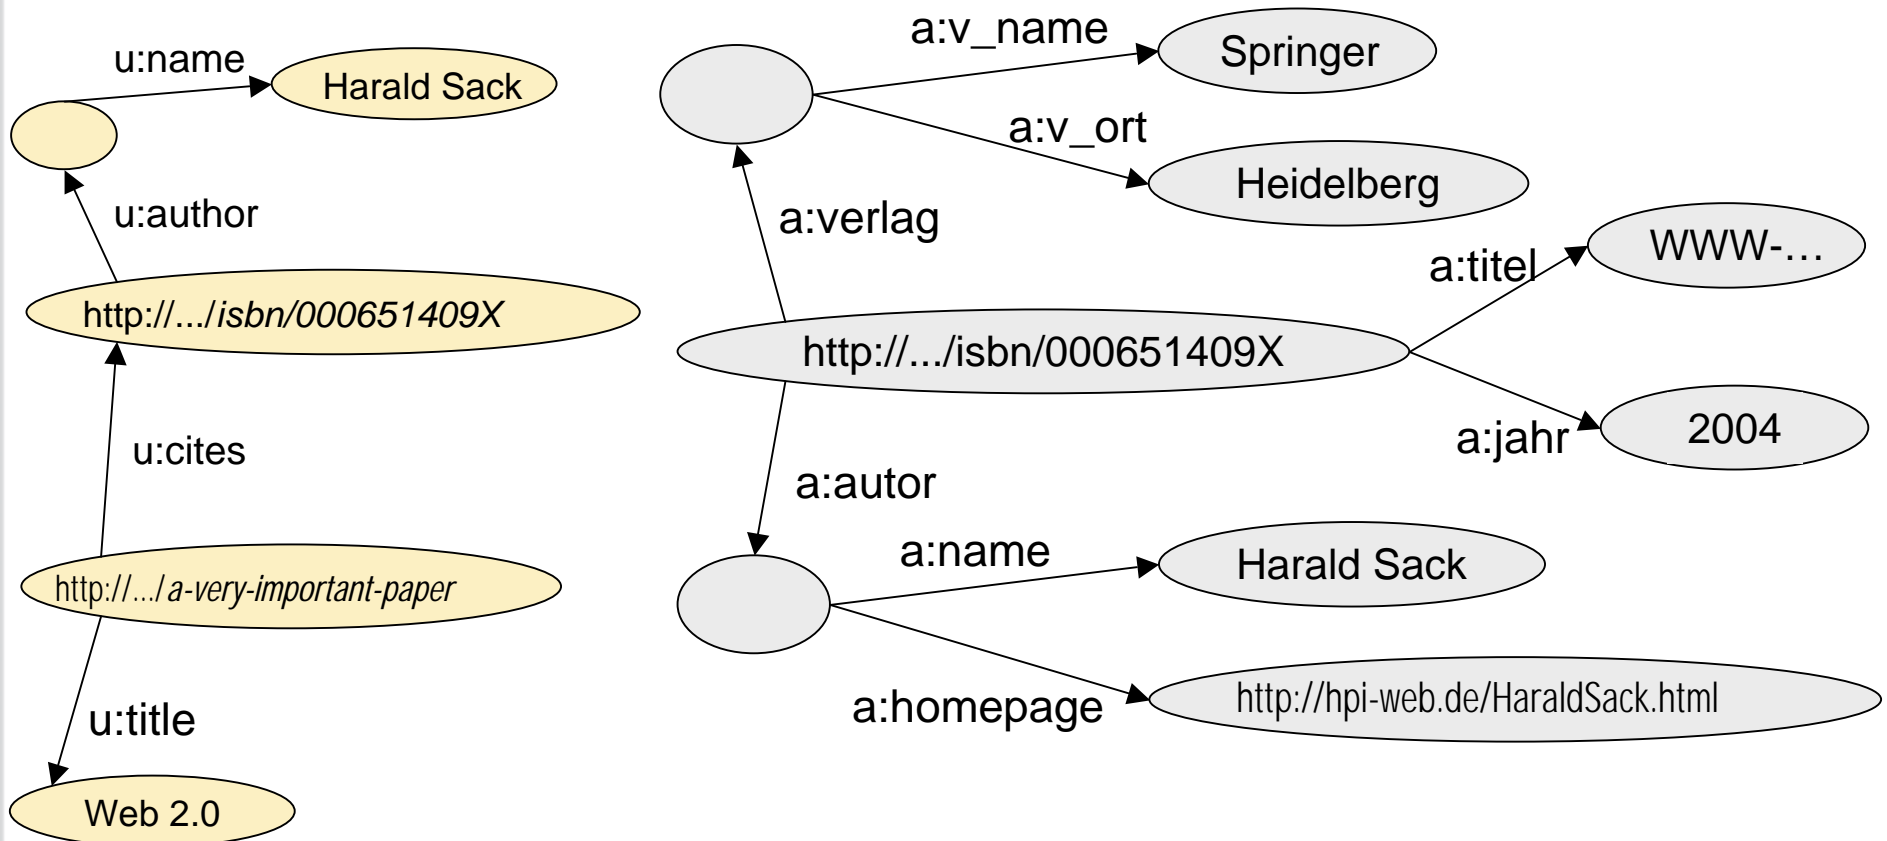 u:name
Harald Sack
u:author
http://.../isbn/000651409X
u:cites
http://.../a-very-important-paper
u:title
Web 2.0
a:v_name
Springer
a:v_ort
Heidelberg
a:verlag
a:titel
WWW-...
http://.../isbn/000651409X
a:jahr
2004
a:autor
a:name
Harald Sack
a:homepage
http://hpi-web.de/HaraldSack.html